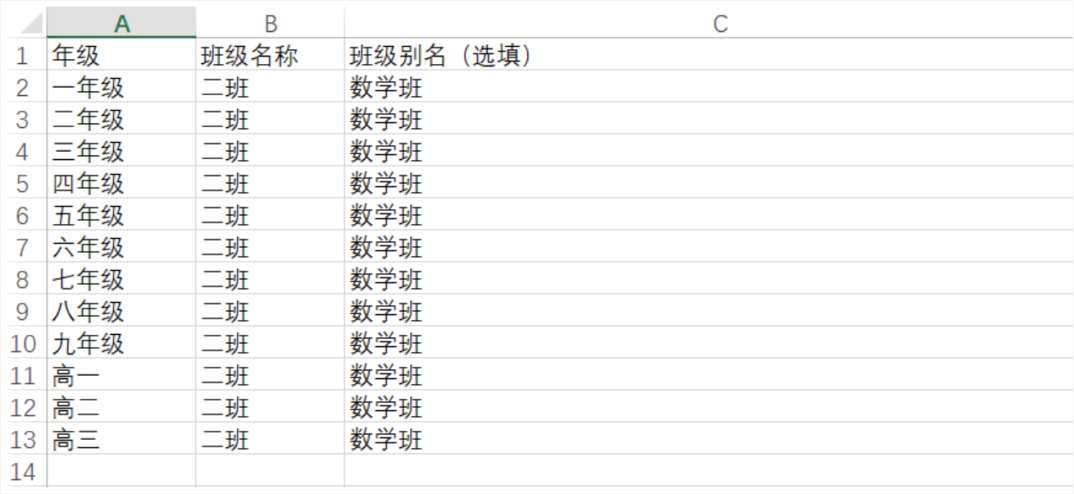 A B C
1 年级 班级名称 班级别名（选填）
2 一年级 二班 数学班
3 二年级 二班 数学班
4 三年级 二班 数学班
5 四年级 二班 数学班
6 五年级 二班 数学班
7 六年级 二班 数学班
8 七年级 二班 数学班
9 八年级 二班 数学班
10 九年级 二班 数学班
11 高一 二班 数学班
12 高二 二班 数学班
13 高三 二班 数学班
14